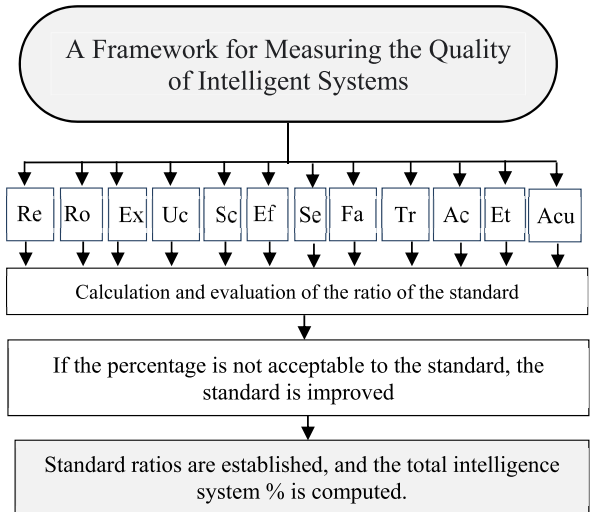 A Framework for Measuring the Quality
of Intelligent Systems
Re Ro Ex Uc Sc Ef Se Fa Tr Ac Et Acu
Calculation and evaluation of the ratio of the standard
If the percentage is not acceptable to the standard, the
standard is improved
Standard ratios are established, and the total intelligence
system % is computed.